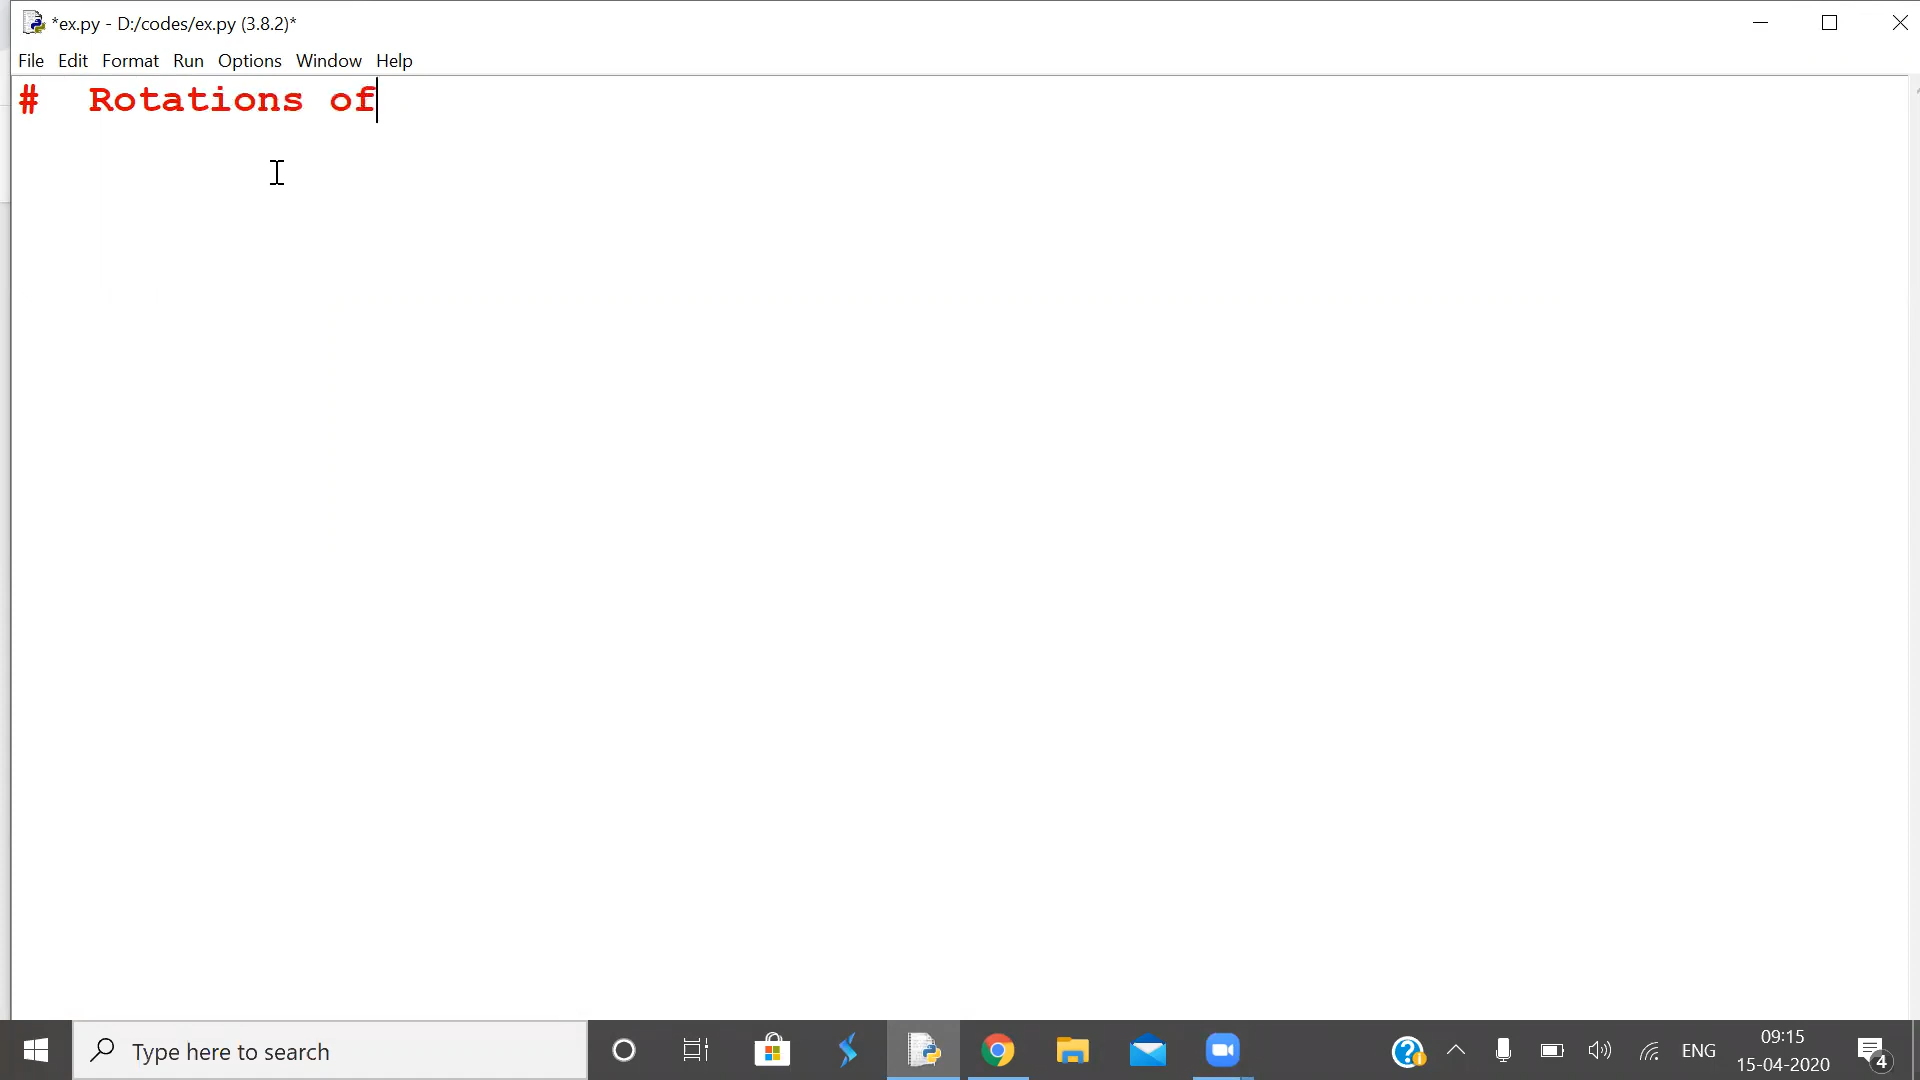 *ex.py - D:/codes/ex.py (3.8.2)*
File Edit Format Run Options Window Help
#  Rotations of
Type here to search
ENG
09:15
15-04-2020
4